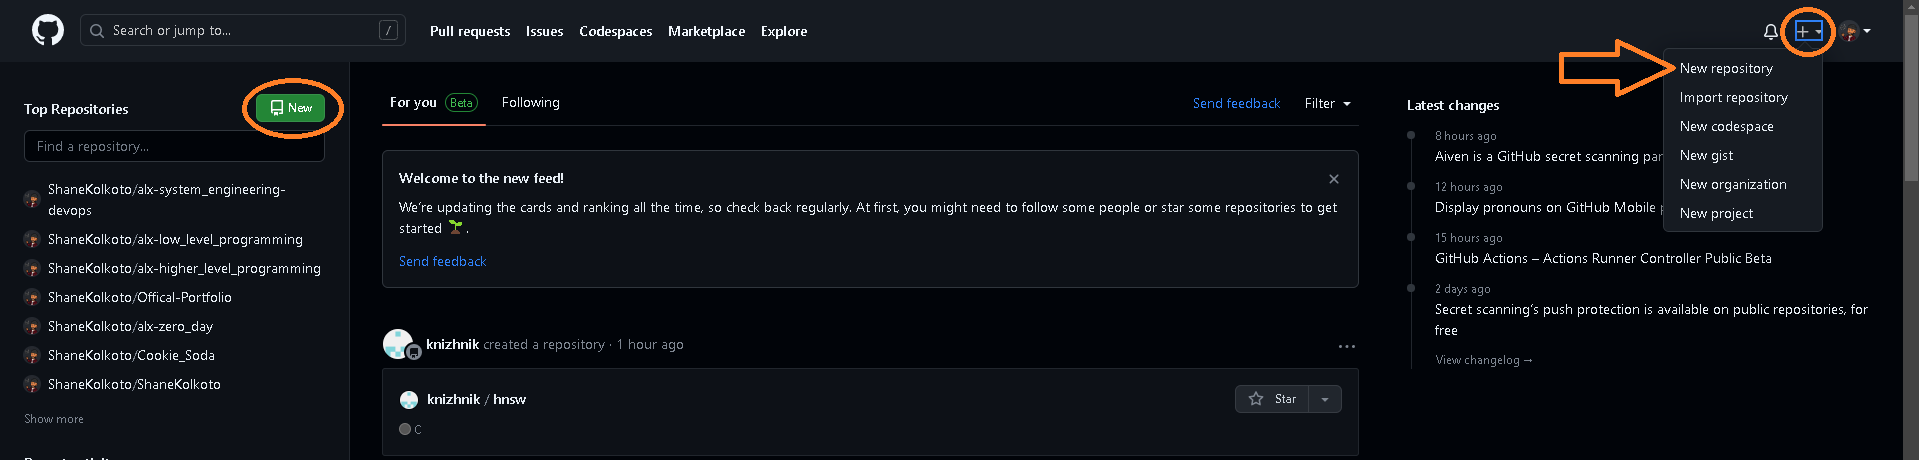 Search or jump to...
/
Pull requests
Issues
Codespaces
Marketplace
Explore
Top Repositories
New
Find a repository...
ShaneKolkoto/alx-system_engineering-
devops
ShaneKolkoto/alx-low_level_programming
ShaneKolkoto/alx-higher_level_programming
ShaneKolkoto/Offical-Portfolio
ShaneKolkoto/alx-zero_day
ShaneKolkoto/Cookie_Soda
ShaneKolkoto/ShaneKolkoto
Show more
For you Beta
Following
Send feedback
Filter
Welcome to the new feed!
We're updating the cards and ranking all the time, so check back regularly. At first, you might need to follow some people or star some repositories to get
started 🌱.
Send feedback
knizhnik created a repository · 1 hour ago
knizhnik / hnsw
Star
C
Latest changes
8 hours ago
Aiven is a GitHub secret scanning
12 hours ago
Display pronouns on GitHub Mobile
15 hours ago
GitHub Actions – Actions Runner Controller Public Beta
2 days ago
Secret scanning's push protection is available on public repositories, for
free
View changelog →
New repository
Import repository
New codespace
New gist
New organization
New project